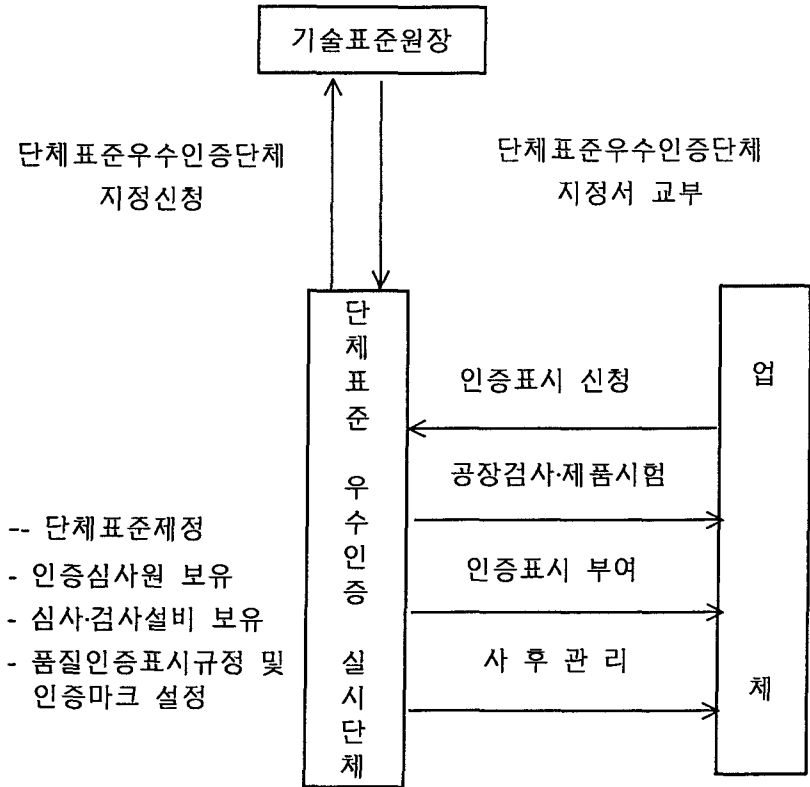 기술표준원장
단체표준우수인증단체
지정신청
단체표준우수인증단체
지정서 교부
단체표준 우수인증 실시단체
업체
인증표시 신청
공장검사·제품시험
인증표시 부여
사 후 관 리
-- 단체표준제정
- 인증심사원 보유
- 심사·검사설비 보유
- 품질인증표시규정 및
인증마크 설정